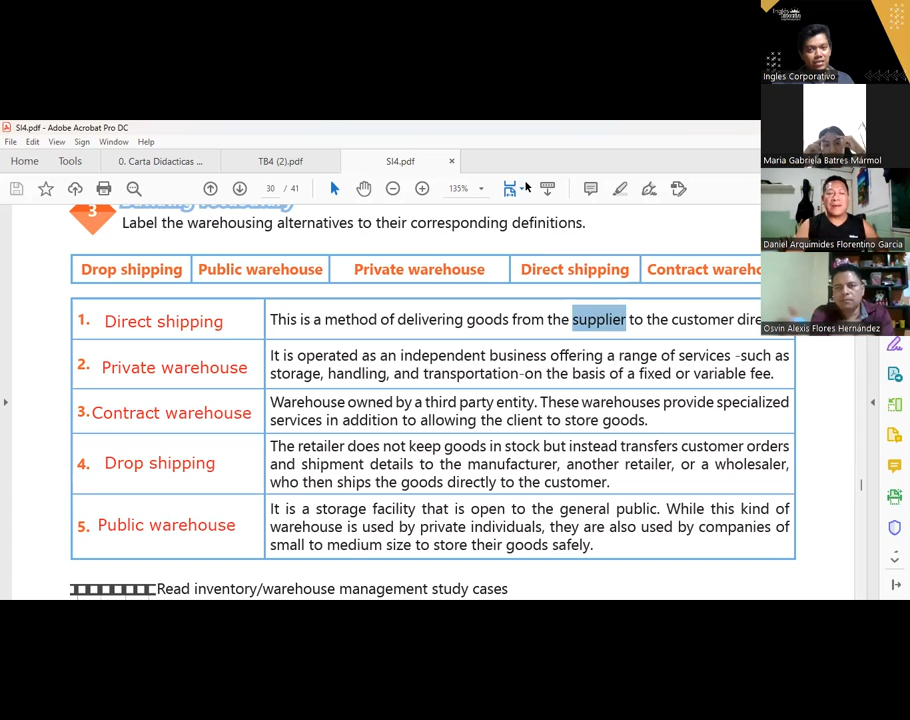 Ingles Corporativo
Maria Gabriela Batres Mármol
Daniel Arquimides Florentino Garcia
Osvin Alexis Flores Hernández
SI4.pdf - Adobe Acrobat Pro DC
File Edit View Sign Window Help
Home Tools 0. Carta Didacticas ... TB4 (2).pdf SI4.pdf ×
30 / 41 135%
3
Label the warehousing alternatives to their corresponding definitions.
Drop shipping Public warehouse Private warehouse Direct shipping Contract wareho
1. Direct shipping This is a method of delivering goods from the supplier to the customer dire
2. Private warehouse It is operated as an independent business offering a range of services -such as
storage, handling, and transportation-on the basis of a fixed or variable fee.
3. Contract warehouse Warehouse owned by a third party entity. These warehouses provide specialized
services in addition to allowing the client to store goods.
4. Drop shipping The retailer does not keep goods in stock but instead transfers customer orders
and shipment details to the manufacturer, another retailer, or a wholesaler,
who then ships the goods directly to the customer.
5. Public warehouse It is a storage facility that is open to the general public. While this kind of
warehouse is used by private individuals, they are also used by companies of
small to medium size to store their goods safely.
Read inventory/warehouse management study cases